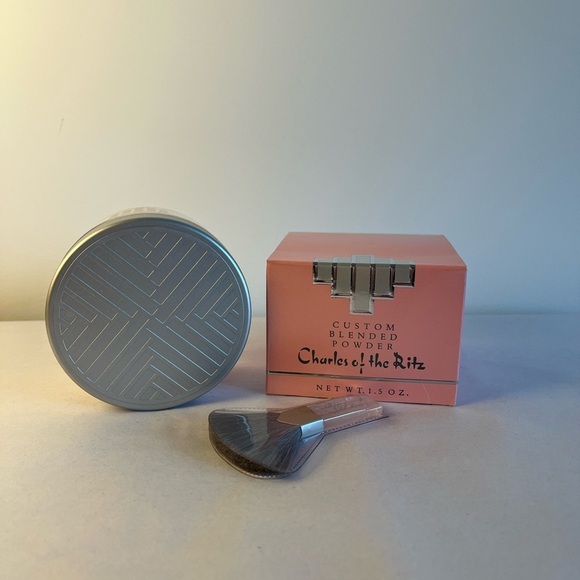 CUSTOM
BLENDED
POWDER
Charles of the Ritz
NET WT. 1.5 OZ.